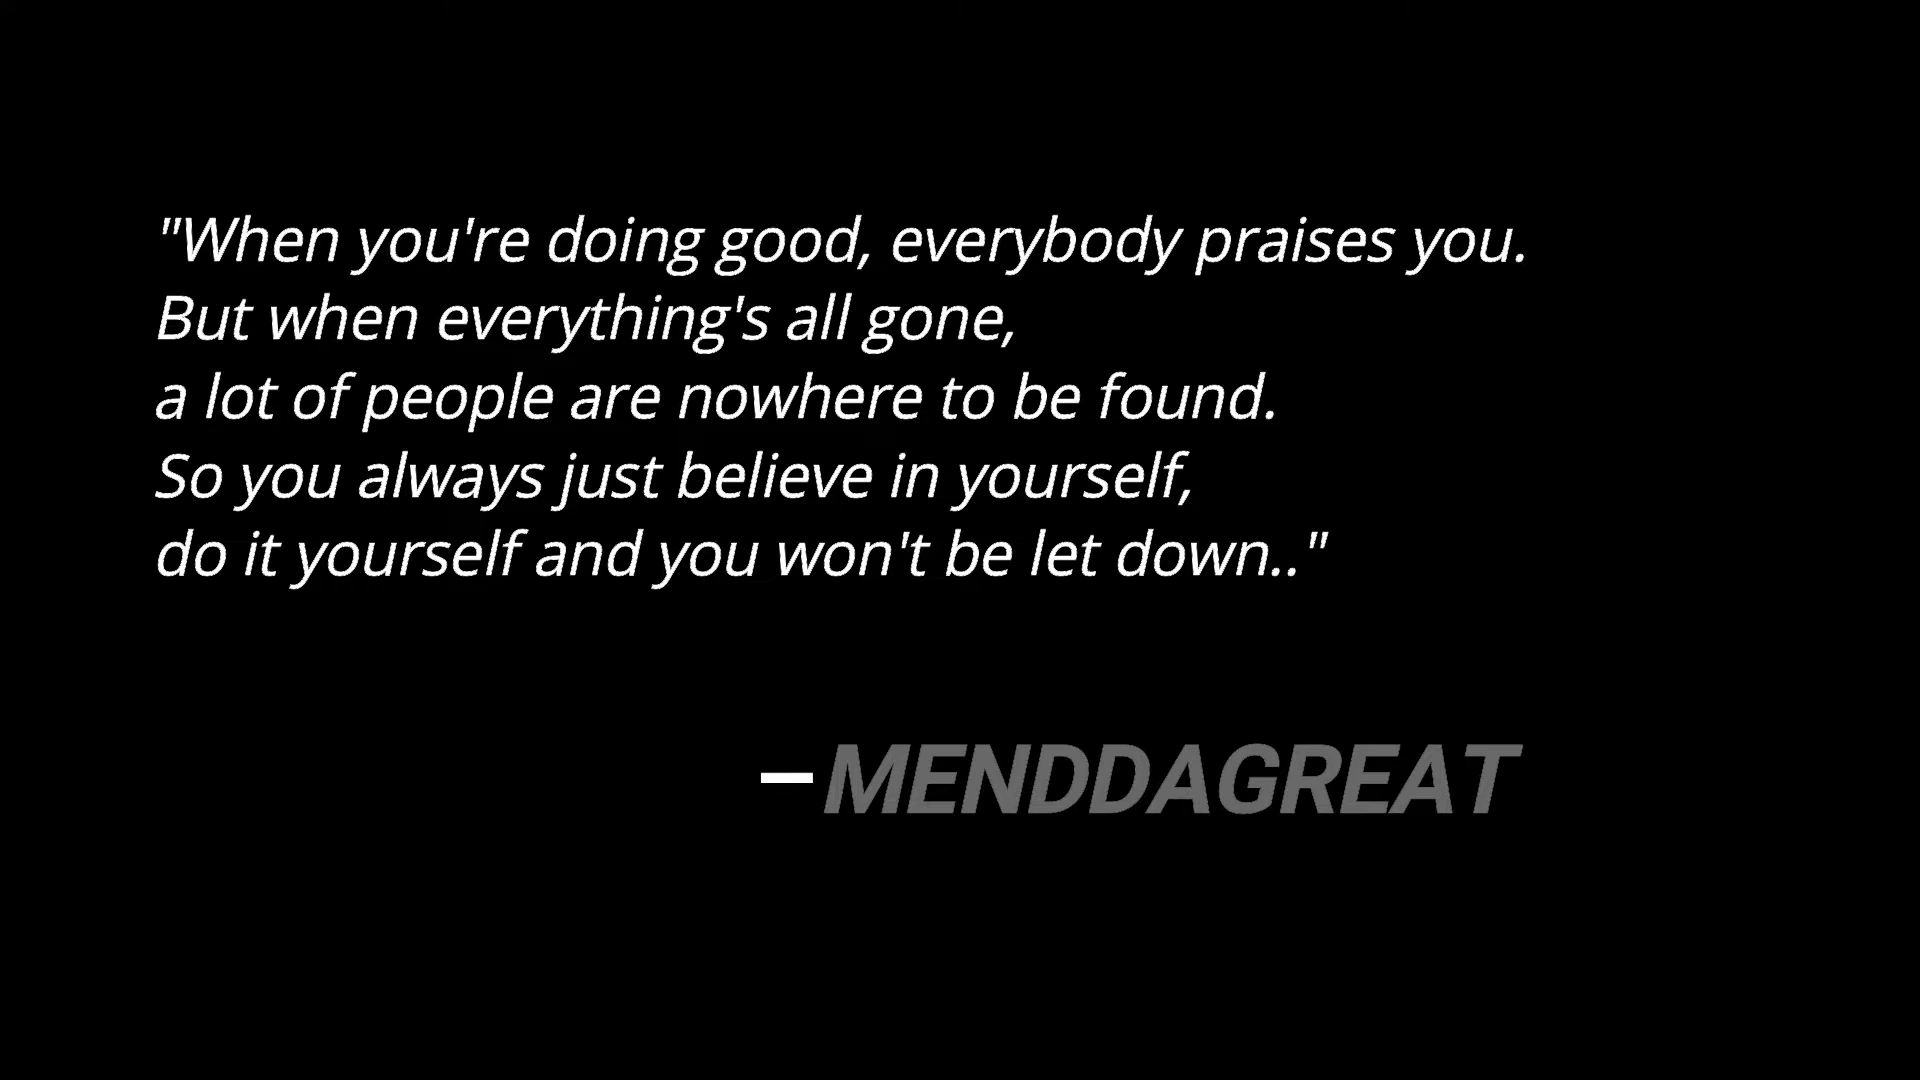 "When you're doing good, everybody praises you.
But when everything's all gone,
a lot of people are nowhere to be found.
So you always just believe in yourself,
do it yourself and you won't be let down.."
–MENDDAGREAT